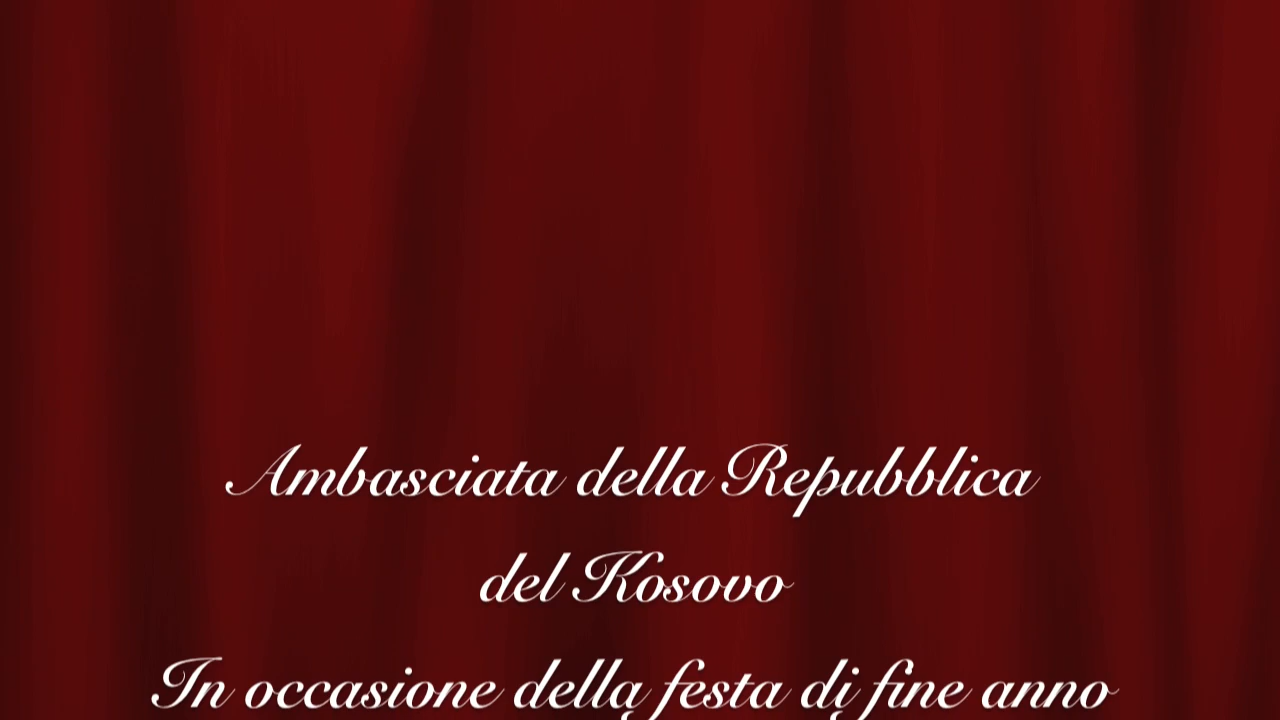 Ambasciata della Repubblica
del Kosovo
In occasione della festa di fine anno